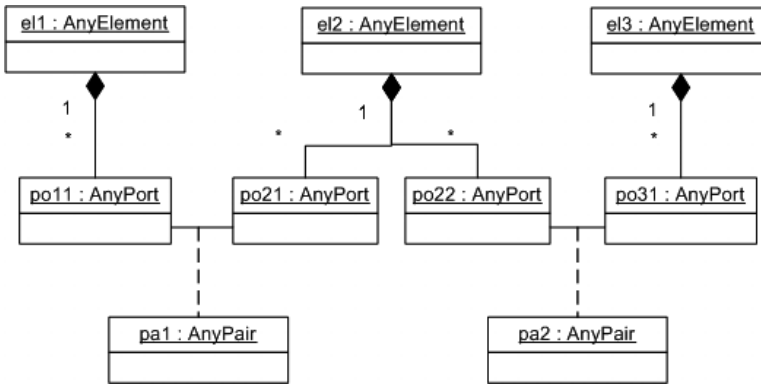 el1 : AnyElement
el2 : AnyElement
el3 : AnyElement
1
1
1
*
*
*
*
po11 : AnyPort
po21 : AnyPort
po22 : AnyPort
po31 : AnyPort
pa1 : AnyPair
pa2 : AnyPair